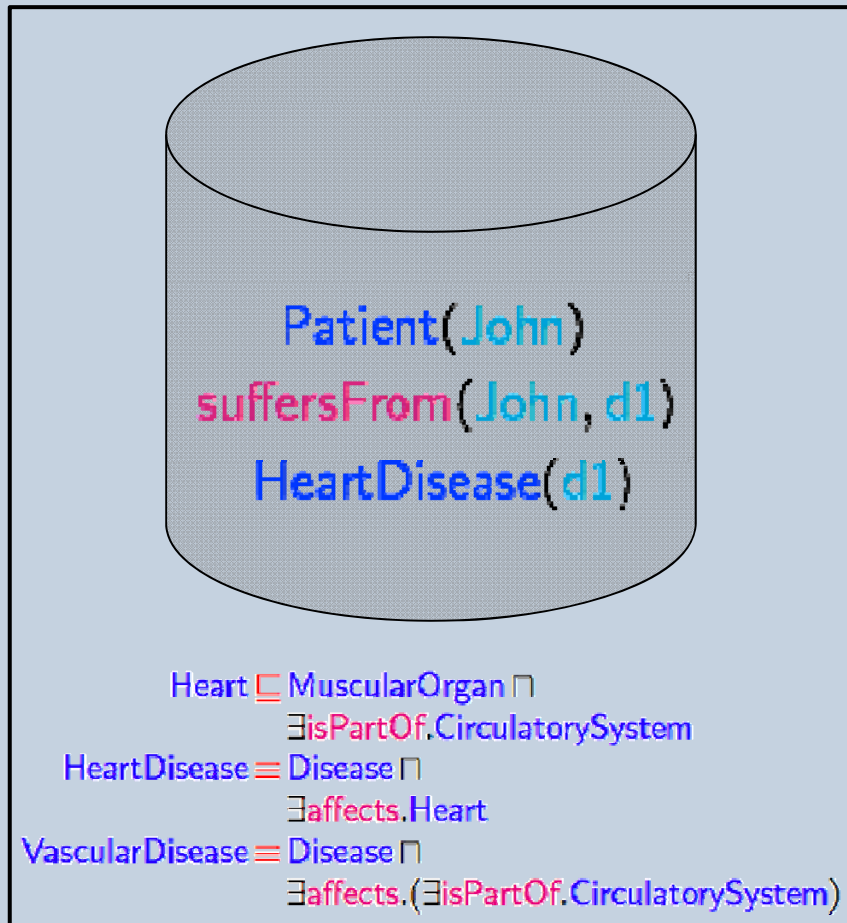 Patient(John)
suffersFrom(John, d1)
HeartDisease(d1)
Heart ⊑ MuscularOrgan ⊓
∃isPartOf.CirculatorySystem
HeartDisease ≡ Disease ⊓
∃affects.Heart
VascularDisease ≡ Disease ⊓
∃affects.(∃isPartOf.CirculatorySystem)